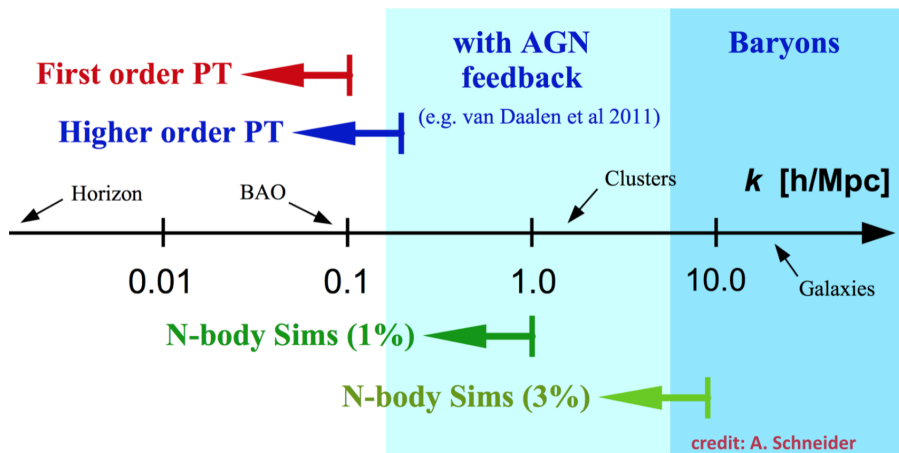 with AGN
feedback
(e.g. van Daalen et al 2011)
Baryons
First order PT
Higher order PT
Horizon
BAO
Clusters
k [h/Mpc]
0.01
0.1
1.0
10.0
Galaxies
N-body Sims (1%)
N-body Sims (3%)
credit: A. Schneider